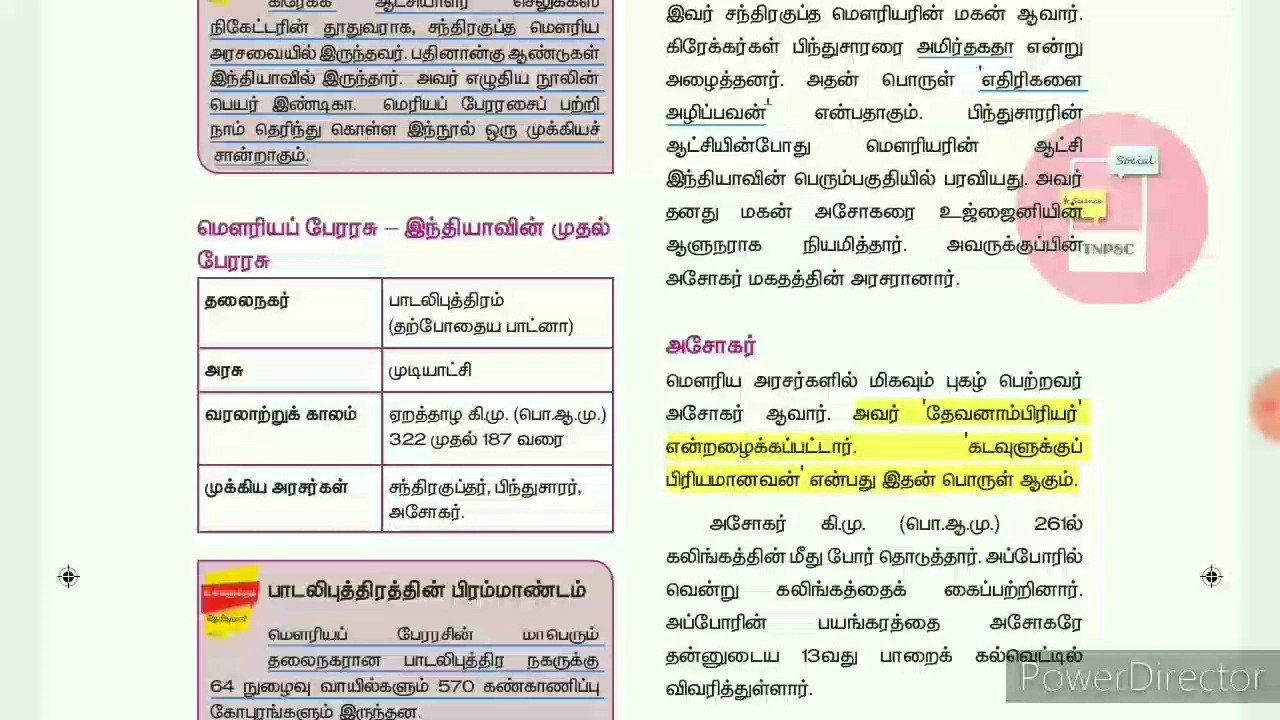 கிரேக்க ஆட்சியாளர் செலூகஸ்
நிகேட்டரின் தூதுவராக, சந்திரகுப்த மௌரிய
அரசவையில் இருந்தவர். பதினான்கு ஆண்டுகள்
இந்தியாவில் இருந்தார். அவர் எழுதிய நூலின்
பெயர் இண்டிகா. மெரியப் பேரரசைப் பற்றி
நாம் தெரிந்து கொள்ள இந்நூல் ஒரு முக்கியச்
சான்றாகும்.
மௌரியப் பேரரசு – இந்தியாவின் முதல்
பேரரசு
தலைநகர் பாடலிபுத்திரம்
(தற்போதைய பாட்னா)
அரசு முடியாட்சி
வரலாற்றுக் காலம் ஏறத்தாழ கி.மு. (பொ.ஆ.மு.)
322 முதல் 187 வரை
முக்கிய அரசர்கள் சந்திரகுப்தர், பிந்துசாரர்,
அசோகர்.
உங்களுக்குத்
தெரியுமா?
பாடலிபுத்திரத்தின் பிரம்மாண்டம்
மௌரியப் பேரரசின் மாபெரும்
தலைநகரான பாடலிபுத்திர நகருக்கு
64 நுழைவு வாயில்களும் 570 கண்காணிப்பு
கோபுரங்களும் இருந்தன.
இவர் சந்திரகுப்த மௌரியரின் மகன் ஆவார்.
கிரேக்கர்கள் பிந்துசாரரை அமிர்தகதா என்று
அழைத்தனர். அதன் பொருள் 'எதிரிகளை
அழிப்பவன்' என்பதாகும். பிந்துசாரரின்
ஆட்சியின்போது மௌரியரின் ஆட்சி
இந்தியாவின் பெரும்பகுதியில் பரவியது. அவர்
தனது மகன் அசோகரை உஜ்ஜைனியின்
ஆளுநராக நியமித்தார். அவருக்குப்பின்
அசோகர் மகதத்தின் அரசரானார்.
அசோகர்
மௌரிய அரசர்களில் மிகவும் புகழ் பெற்றவர்
அசோகர் ஆவார். அவர் 'தேவனாம்பிரியர்'
என்றழைக்கப்பட்டார். 'கடவுளுக்குப்
பிரியமானவன்' என்பது இதன் பொருள் ஆகும்.
அசோகர் கி.மு. (பொ.ஆ.மு.) 261ல்
கலிங்கத்தின் மீது போர் தொடுத்தார். அப்போரில்
வென்று கலிங்கத்தைக் கைப்பற்றினார்.
அப்போரின் பயங்கரத்தை அசோகரே
தன்னுடைய 13வது பாறைக் கல்வெட்டில்
விவரித்துள்ளார்.
Social
& Science
TNPSC
PowerDirector